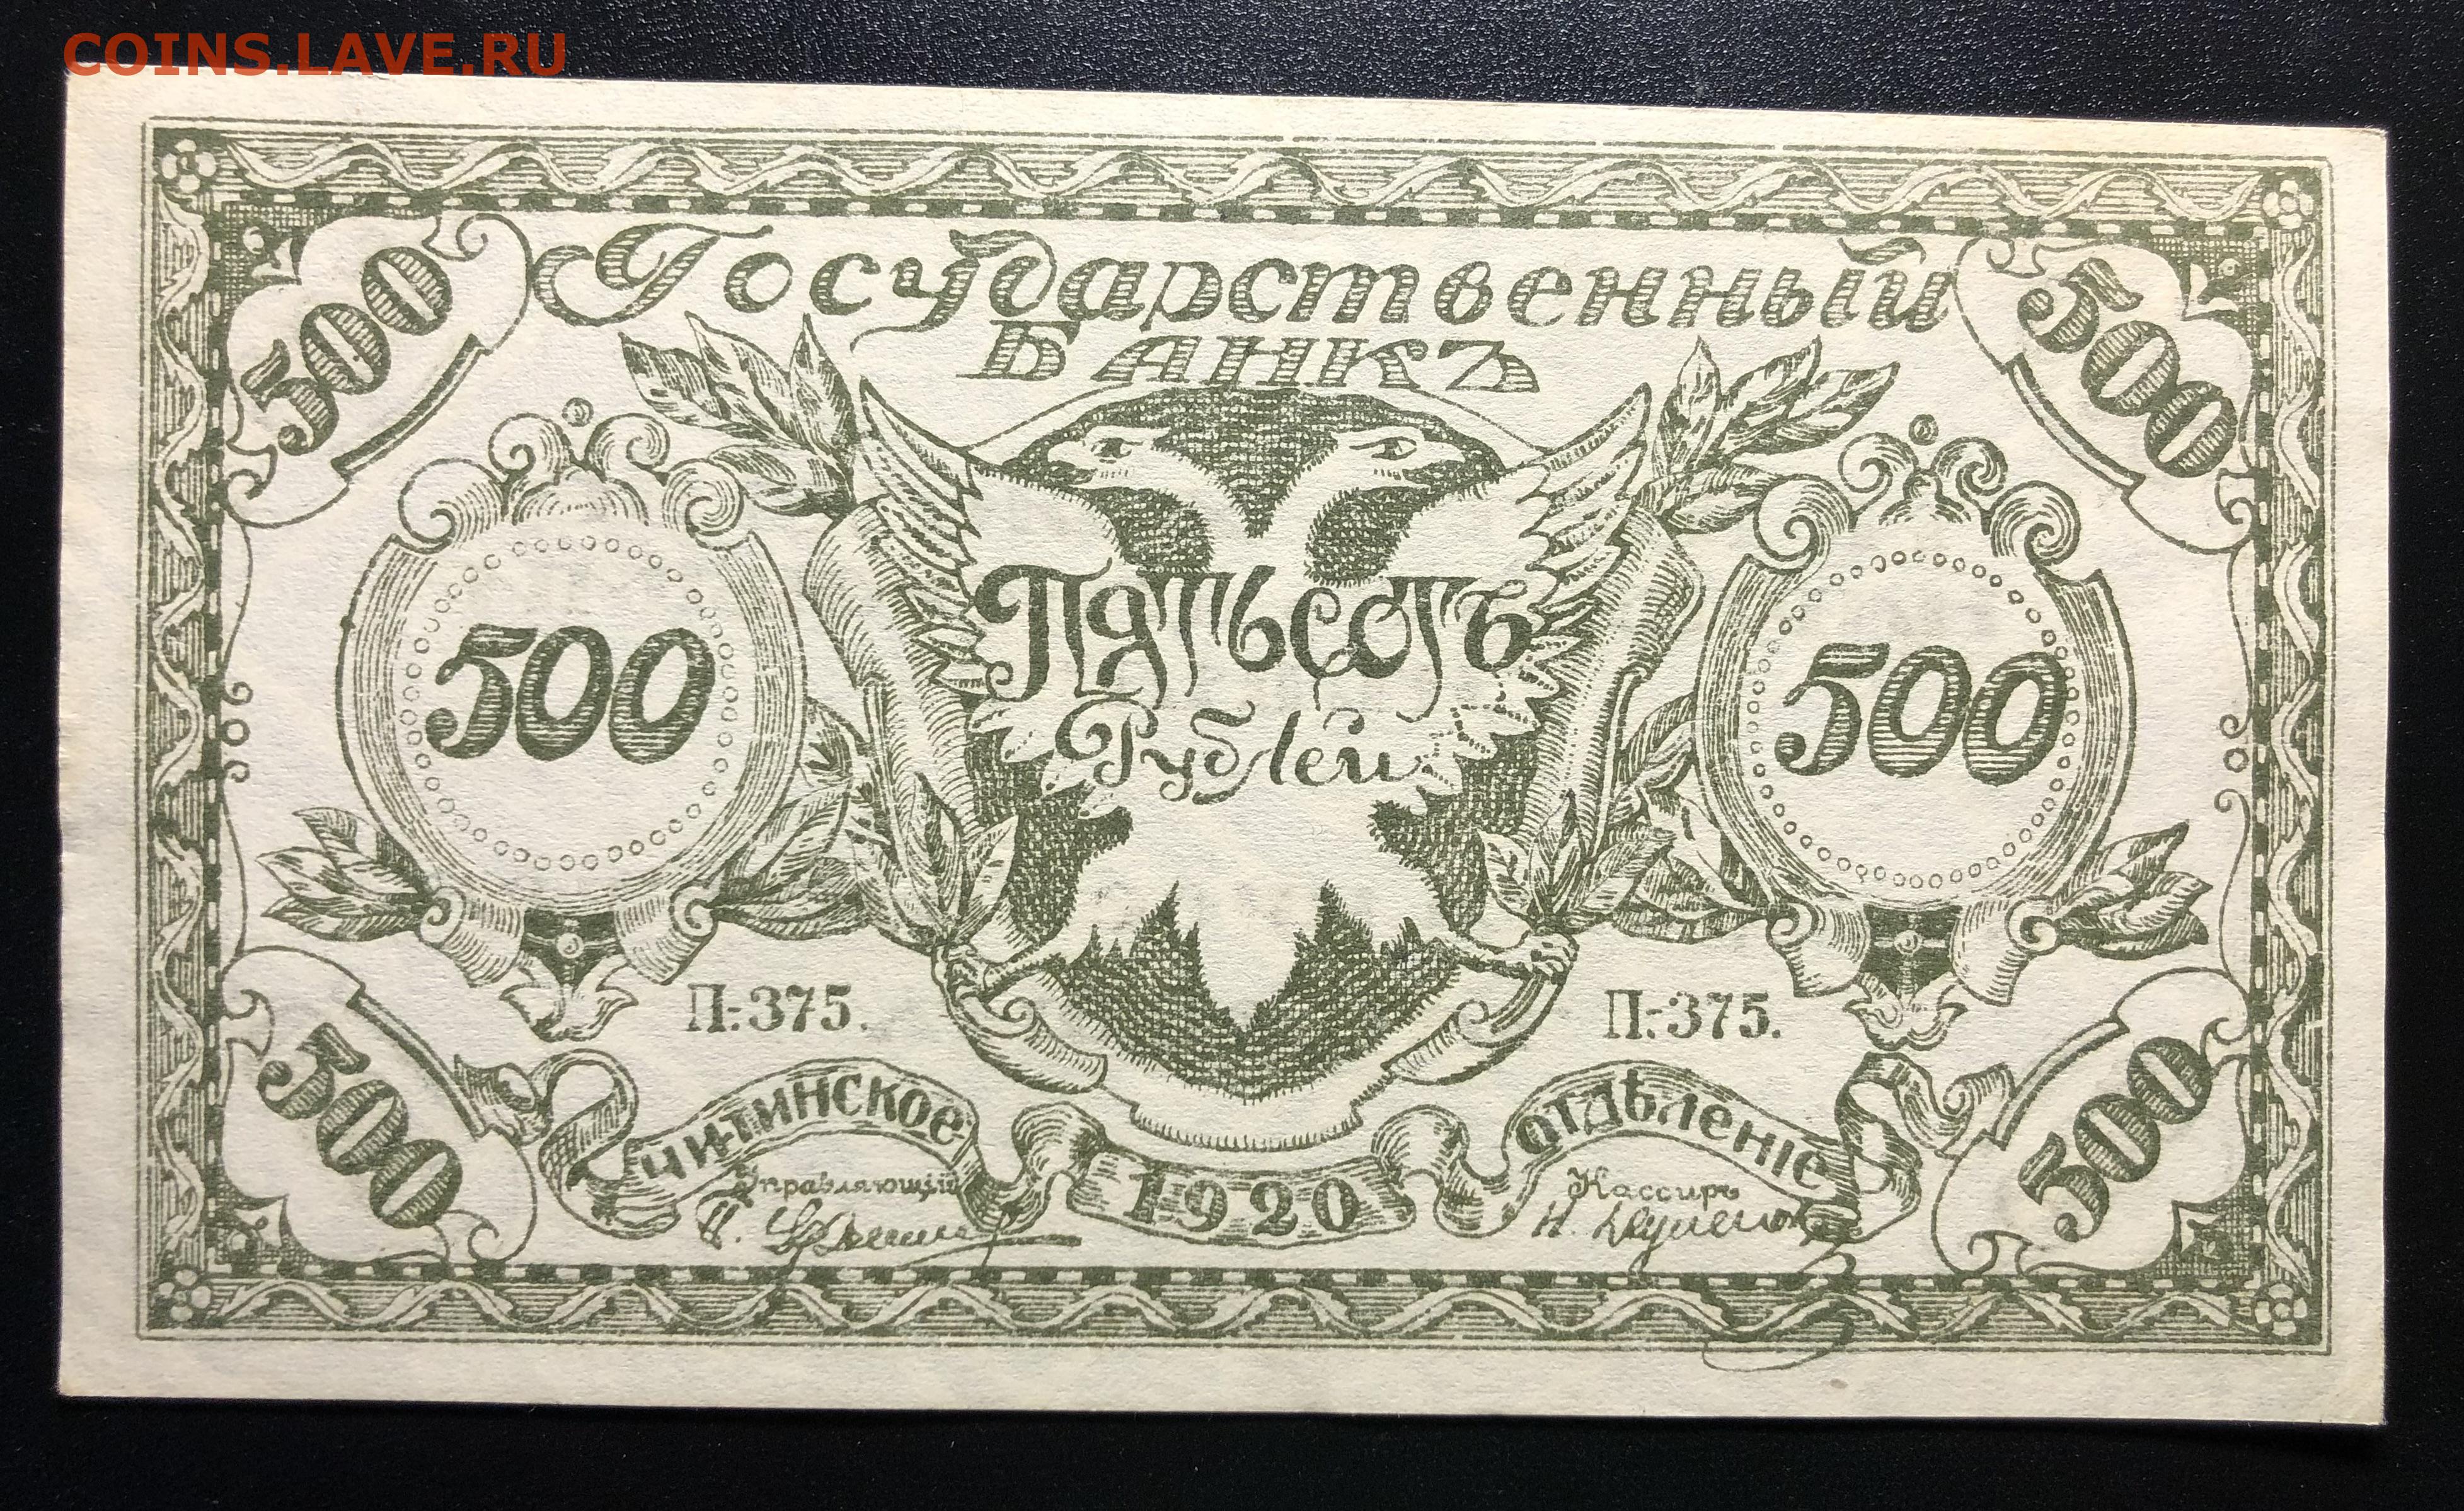 COINS.LAVE.RU
500
500
Государственный
БАНКЪ
Пятьсотъ
Рублей
500
500
П.-375.
П.-375.
ЧИТИНСКОЕ
ОТДѢЛЕНІЕ
Управляющій
Кассиръ
1920
500
500